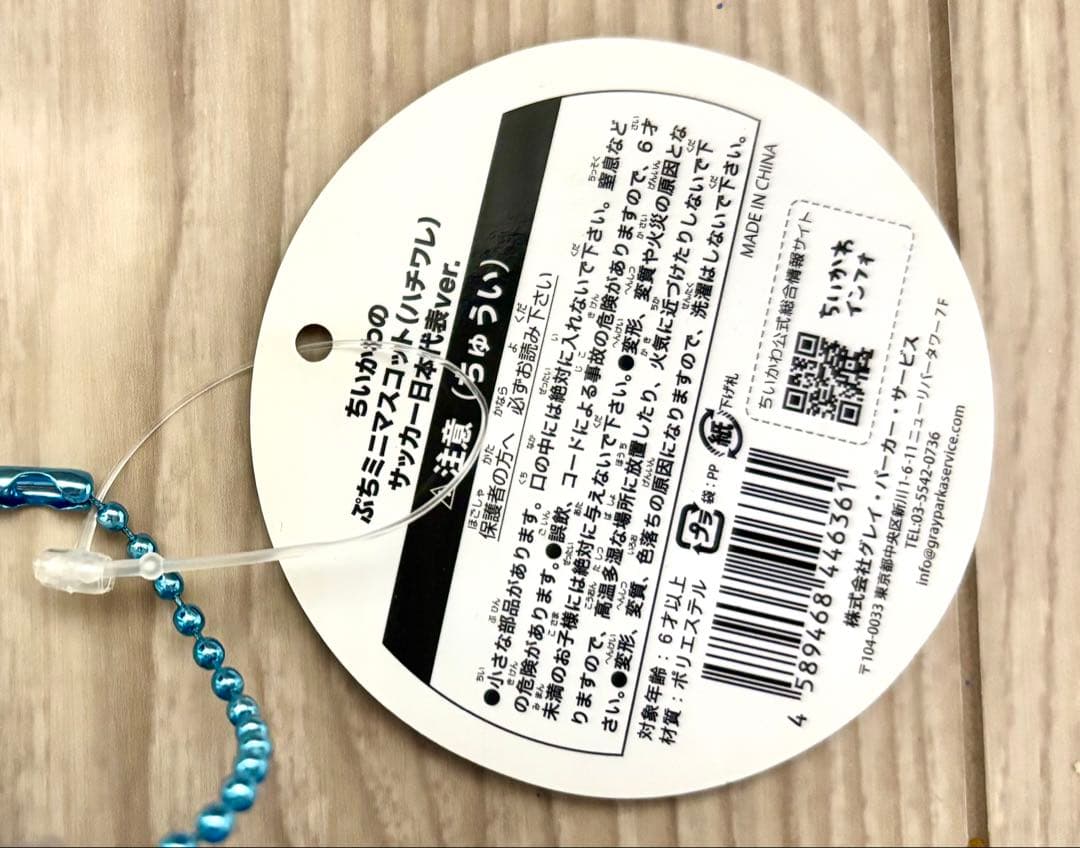 ちいかわの
ぷちミニマスコット(ハチワレ)
サッカー日本代表ver.
⚠注意（ちゅうい）
保護者の方へ 必ずお読み下さい
●小さな部品があります。口の中には絶対に入れないで下さい。窒息など
の危険があります。●誤飲、コードによる事故の危険がありますので、6才
未満のお子様には絶対に与えないで下さい。●変形、変質や火災の原因とな
りますので、高温多湿な場所に放置したり、火気に近づけたりしないで下
さい。●変形、変質、色落ちの原因になりますので、洗濯はしないで下さい。
対象年齢：6才以上
材質：ポリエステル
プラ
袋：PP
紙
下げ札
MADE IN CHINA
ちいかわ公式総合情報サイト
ちいかわ
インフォ
4 589468 446361
株式会社グレイ・パーカー・サービス
〒104-0033 東京都中央区新川1-6-11ニューリバータワー7F
TEL:03-5542-0736
info@grayparkaservice.com